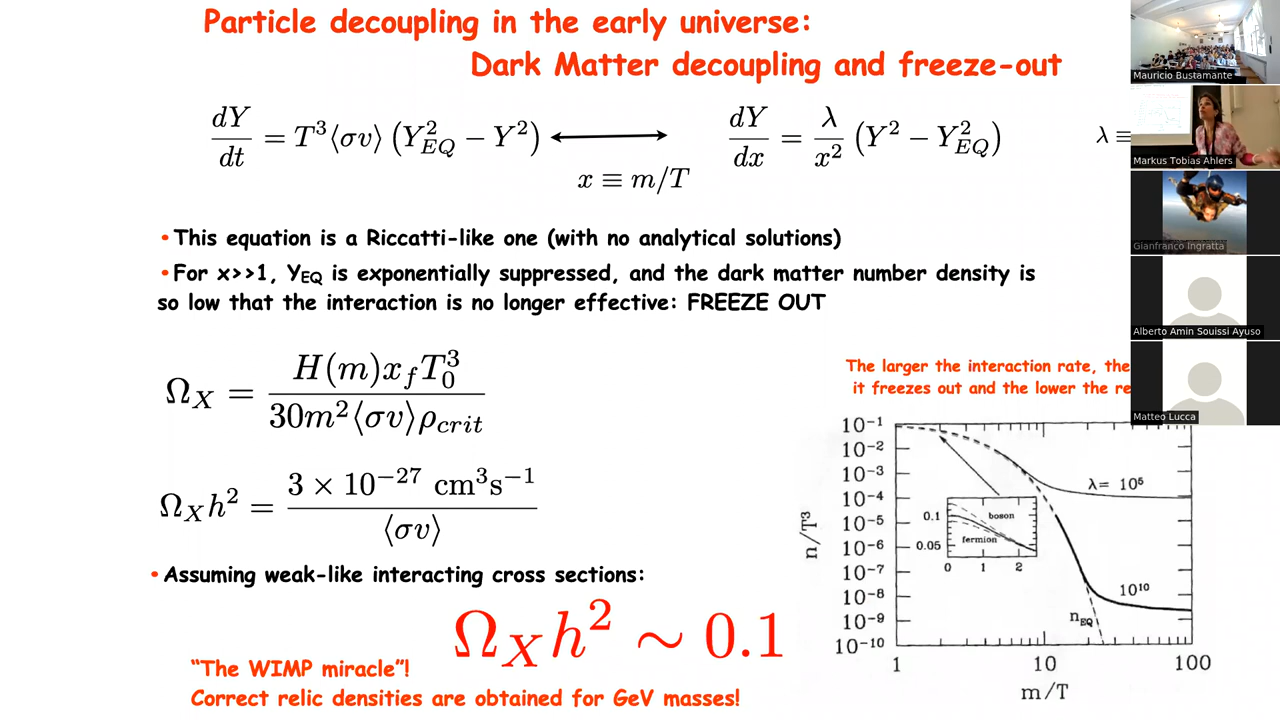 Particle decoupling in the early universe:
Dark Matter decoupling and freeze-out
dY/dt = T³⟨σv⟩ (Y²_EQ − Y²) ⟷ dY/dx = λ/x² (Y² − Y²_EQ) λ ≡
x ≡ m/T
•This equation is a Riccatti-like one (with no analytical solutions)
•For x>>1, Y_EQ is exponentially suppressed, and the dark matter number density is
so low that the interaction is no longer effective: FREEZE OUT
Ω_X = H(m)x_f T₀³ / 30m²⟨σv⟩ρ_crit
Ω_X h² = 3 × 10⁻²⁷ cm³s⁻¹ / ⟨σv⟩
•Assuming weak-like interacting cross sections:
Ω_X h² ∼ 0.1
"The WIMP miracle"!
Correct relic densities are obtained for GeV masses!
The larger the interaction rate, the
it freezes out and the lower the re
10⁻¹
10⁻²
10⁻³
10⁻⁴
10⁻⁵
10⁻⁶
10⁻⁷
10⁻⁸
10⁻⁹
10⁻¹⁰
n/T³
1 10 100
m/T
λ= 10⁵
10¹⁰
n_EQ
0.1
0.05
boson
fermion
0 1 2
Mauricio Bustamante
Markus Tobias Ahlers
Gianfranco Ingratta
Alberto Amin Souissi Ayuso
Matteo Lucca